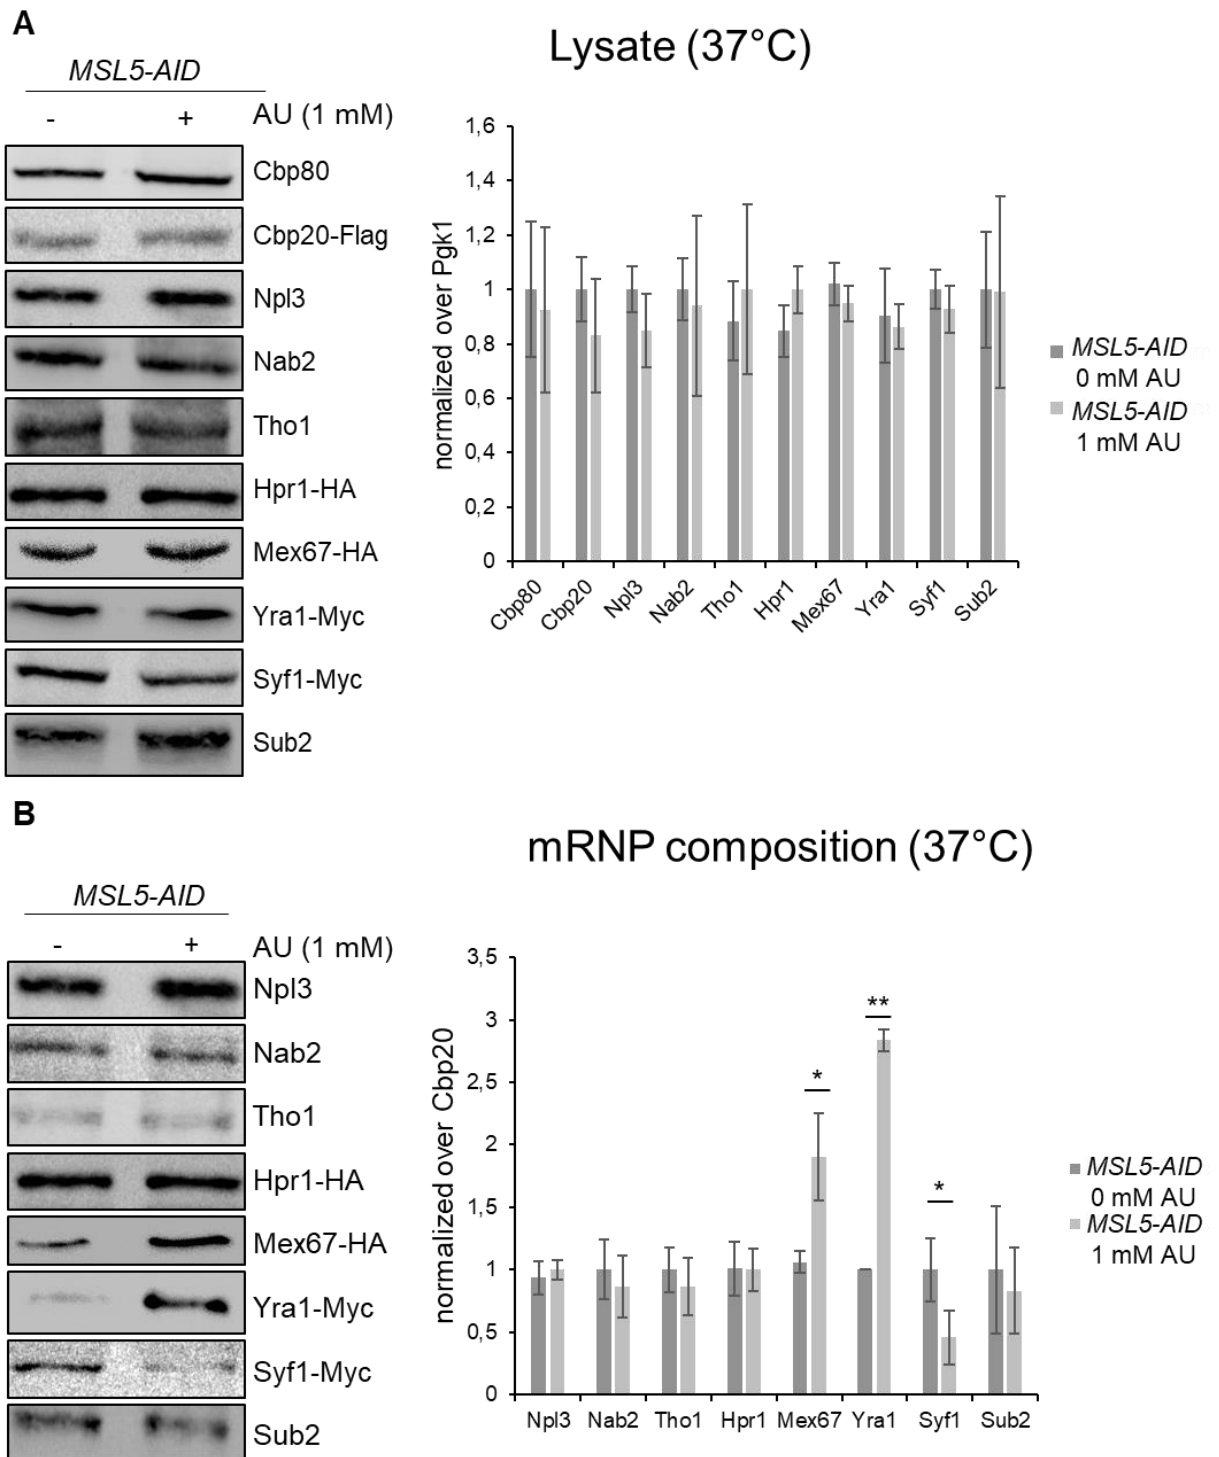 A
Lysate (37°C)
MSL5-AID
- + AU (1 mM)
Cbp80
Cbp20-Flag
Npl3
Nab2
Tho1
Hpr1-HA
Mex67-HA
Yra1-Myc
Syf1-Myc
Sub2
normalized over Pgk1
1,6
1,4
1,2
1
0,8
0,6
0,4
0,2
0
Cbp80 Cbp20 Npl3 Nab2 Tho1 Hpr1 Mex67 Yra1 Syf1 Sub2
MSL5-AID
0 mM AU
MSL5-AID
1 mM AU
B
mRNP composition (37°C)
MSL5-AID
- + AU (1 mM)
Npl3
Nab2
Tho1
Hpr1-HA
Mex67-HA
Yra1-Myc
Syf1-Myc
Sub2
normalized over Cbp20
3,5
3
2,5
2
1,5
1
0,5
0
*
**
*
Npl3 Nab2 Tho1 Hpr1 Mex67 Yra1 Syf1 Sub2
MSL5-AID
0 mM AU
MSL5-AID
1 mM AU